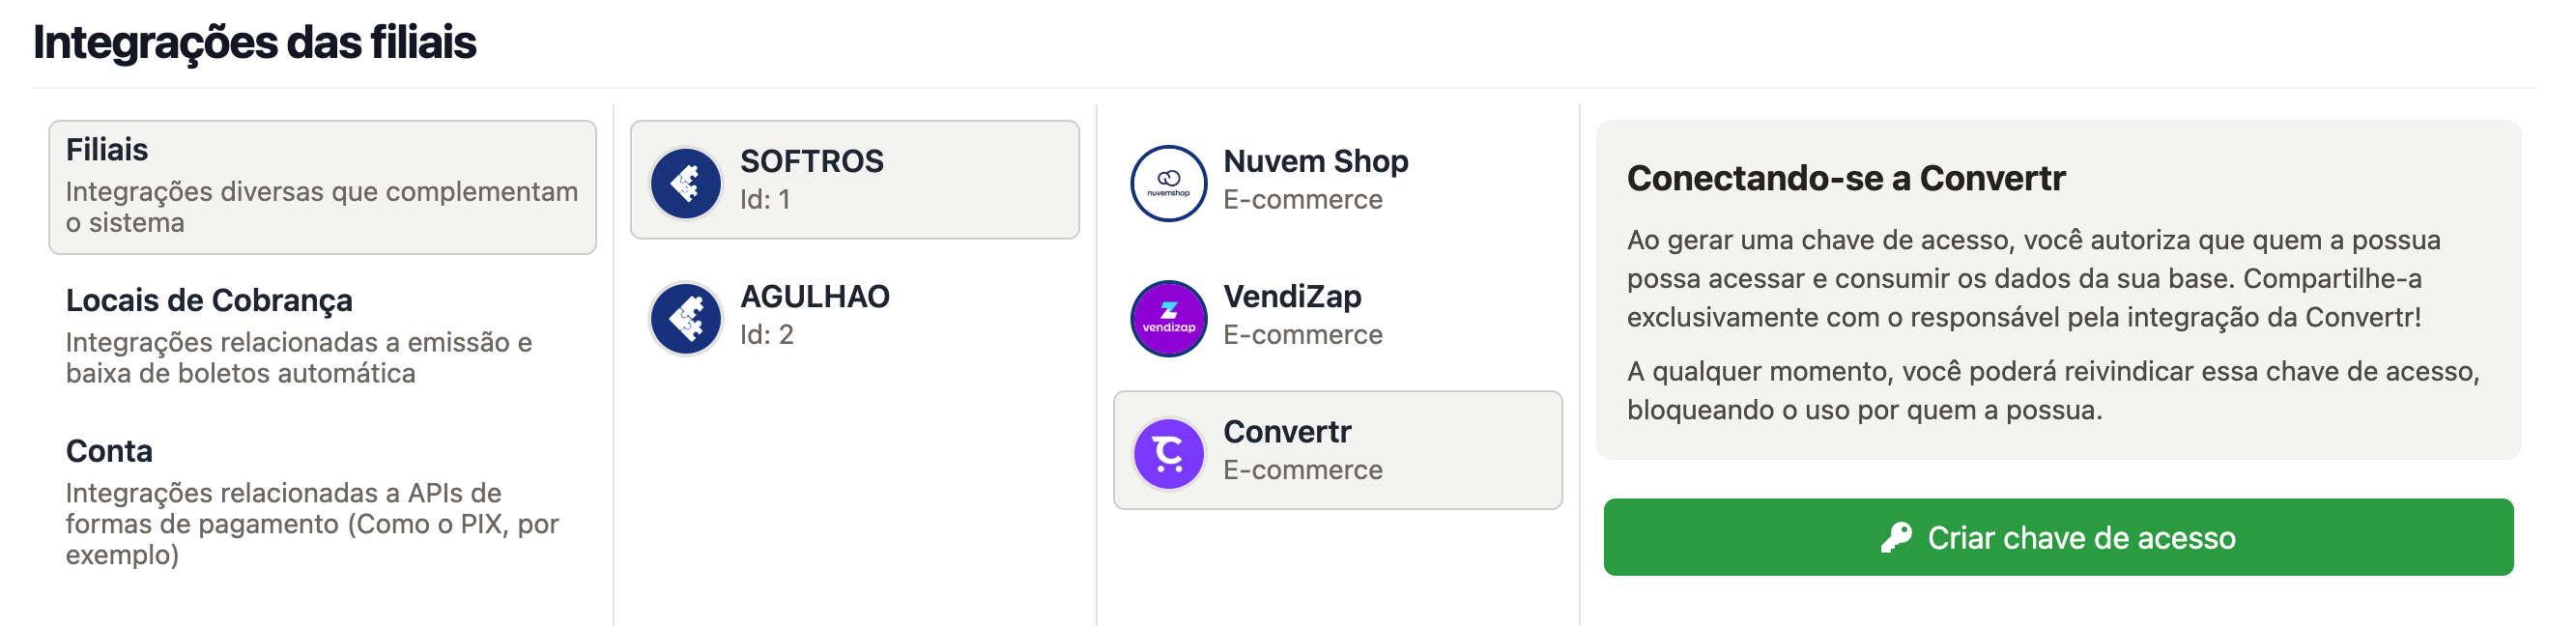 Integrações das filiais
Filiais
Integrações diversas que complementam
o sistema
Locais de Cobrança
Integrações relacionadas a emissão e
baixa de boletos automática
Conta
Integrações relacionadas a APIs de
formas de pagamento (Como o PIX, por
exemplo)
SOFTROS
Id: 1
AGULHAO
Id: 2
nuvemshop
Nuvem Shop
E-commerce
vendizap
VendiZap
E-commerce
Convertr
E-commerce
Conectando-se a Convertr
Ao gerar uma chave de acesso, você autoriza que quem a possua
possa acessar e consumir os dados da sua base. Compartilhe-a
exclusivamente com o responsável pela integração da Convertr!
A qualquer momento, você poderá reivindicar essa chave de acesso,
bloqueando o uso por quem a possua.
Criar chave de acesso